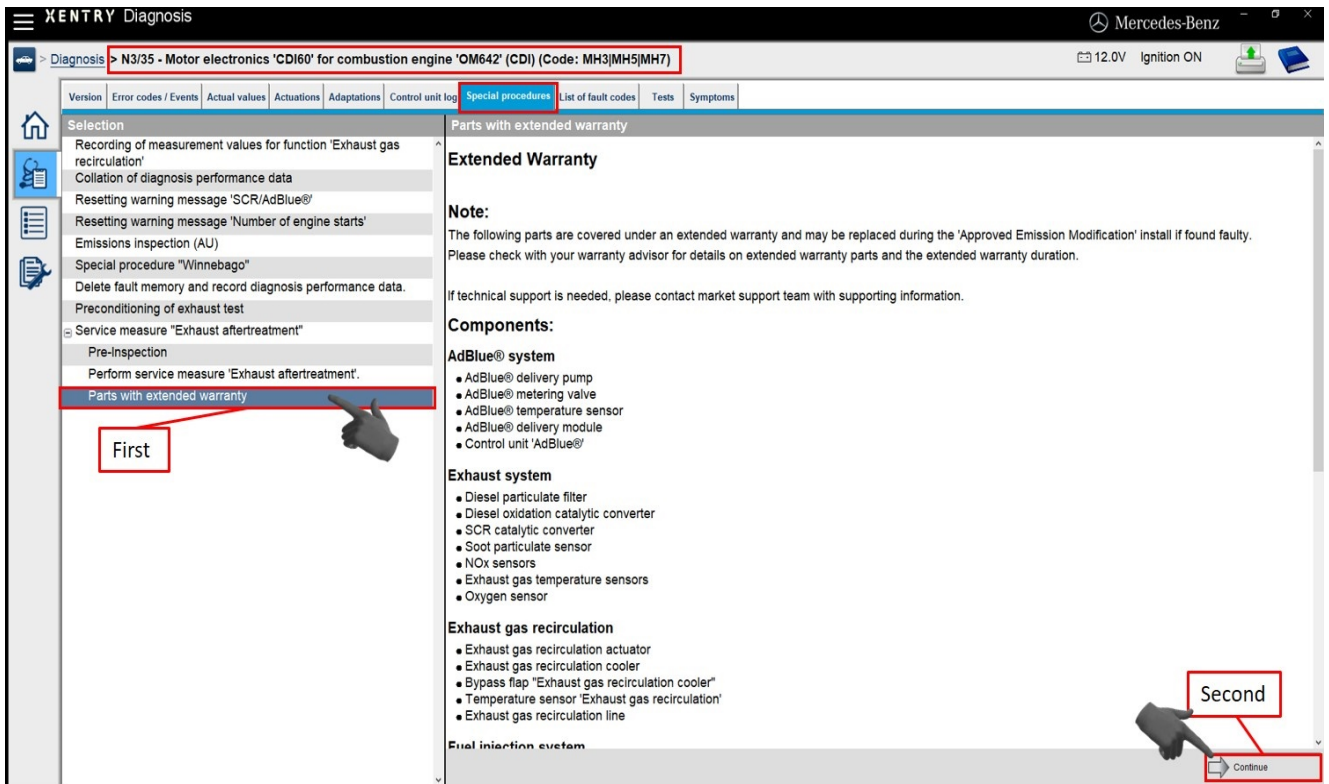 XENTRY Diagnosis
Mercedes-Benz
> Diagnosis > N3/35 - Motor electronics 'CDI60' for combustion engine 'OM642' (CDI) (Code: MH3|MH5|MH7)
12.0V Ignition ON
Version Error codes / Events Actual values Actuations Adaptations Control unit log Special procedures List of fault codes Tests Symptoms
Selection
Recording of measurement values for function 'Exhaust gas
recirculation'
Collation of diagnosis performance data
Resetting warning message 'SCR/AdBlue®'
Resetting warning message 'Number of engine starts'
Emissions inspection (AU)
Special procedure "Winnebago"
Delete fault memory and record diagnosis performance data.
Preconditioning of exhaust test
Service measure "Exhaust aftertreatment"
Pre-Inspection
Perform service measure 'Exhaust aftertreatment'.
Parts with extended warranty
First
Parts with extended warranty
Extended Warranty
Note:
The following parts are covered under an extended warranty and may be replaced during the 'Approved Emission Modification' install if found faulty.
Please check with your warranty advisor for details on extended warranty parts and the extended warranty duration.
If technical support is needed, please contact market support team with supporting information.
Components:
AdBlue® system
• AdBlue® delivery pump
• AdBlue® metering valve
• AdBlue® temperature sensor
• AdBlue® delivery module
• Control unit 'AdBlue®'
Exhaust system
• Diesel particulate filter
• Diesel oxidation catalytic converter
• SCR catalytic converter
• Soot particulate sensor
• NOx sensors
• Exhaust gas temperature sensors
• Oxygen sensor
Exhaust gas recirculation
• Exhaust gas recirculation actuator
• Exhaust gas recirculation cooler
• Bypass flap "Exhaust gas recirculation cooler"
• Temperature sensor 'Exhaust gas recirculation'
• Exhaust gas recirculation line
Fuel injection system
Second
Continue